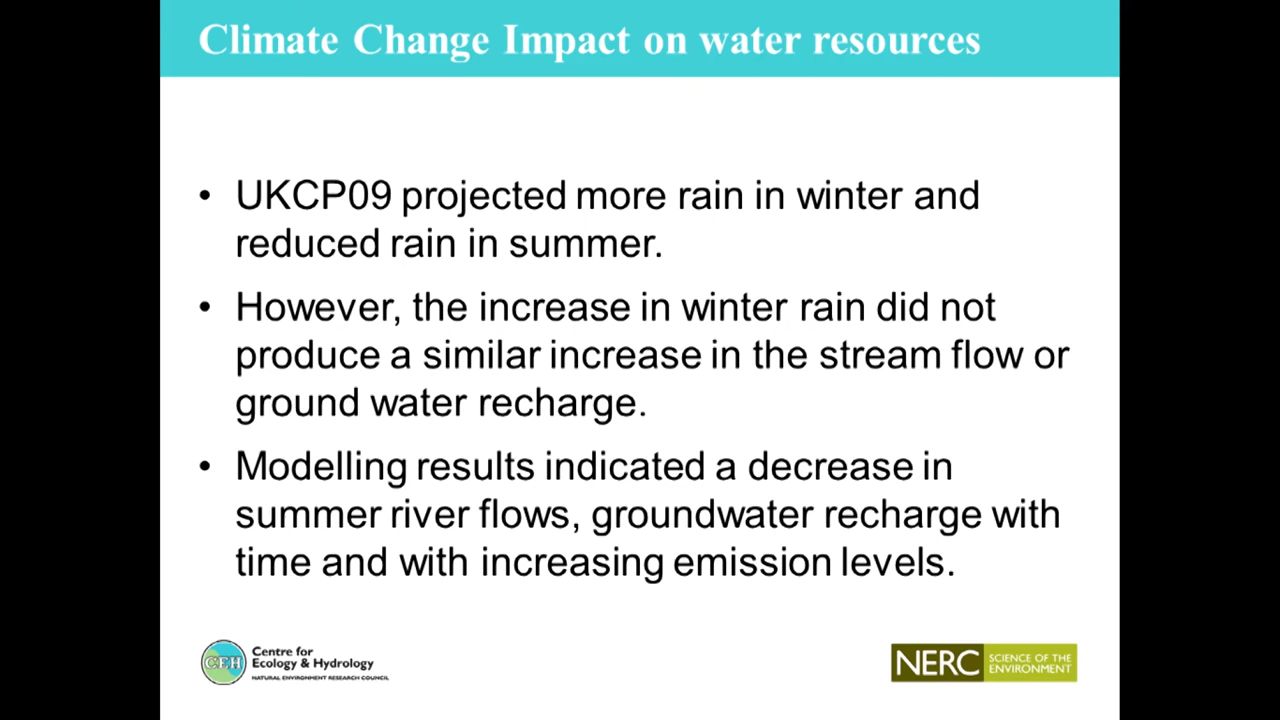 Climate Change Impact on water resources
• UKCP09 projected more rain in winter and
reduced rain in summer.
• However, the increase in winter rain did not
produce a similar increase in the stream flow or
ground water recharge.
• Modelling results indicated a decrease in
summer river flows, groundwater recharge with
time and with increasing emission levels.
CEH
Centre for
Ecology & Hydrology
NATURAL ENVIRONMENT RESEARCH COUNCIL
NERC
SCIENCE OF THE
ENVIRONMENT